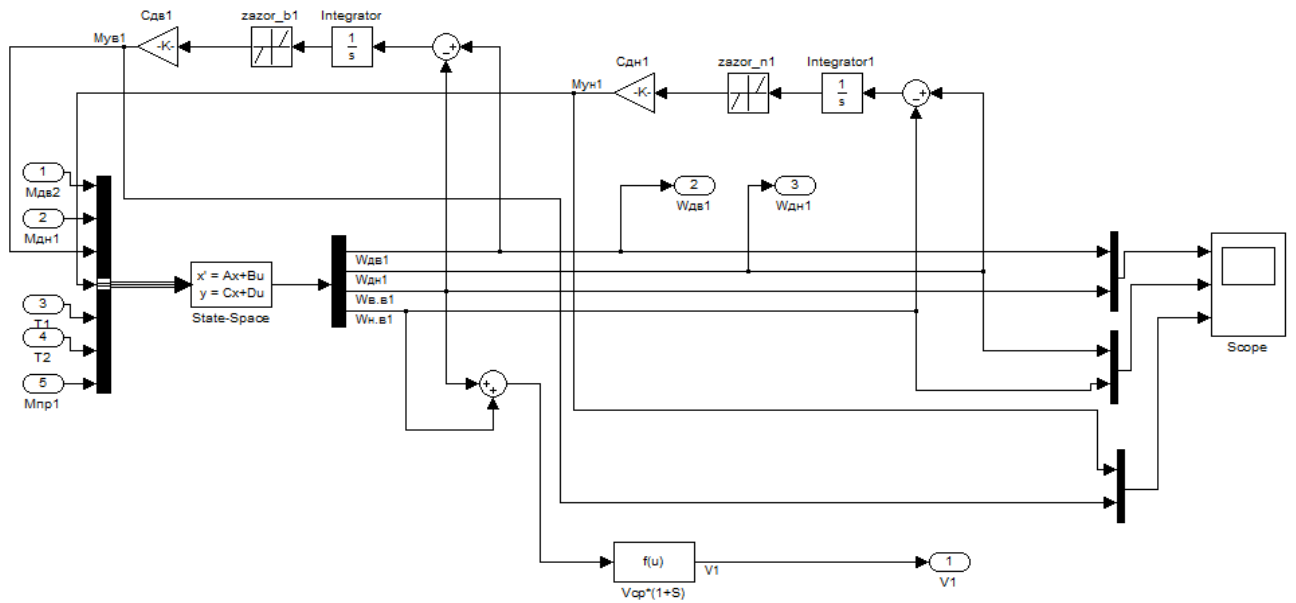 Сдв1
zazor_b1
Integrator
Мув1
-K-
1
s
Сдн1
zazor_n1
Integrator1
Мун1
-K-
1
s
1
Мдв2
2
Wдв1
3
Wдн1
2
Мдн1
x' = Ax+Bu
y = Cx+Du
State-Space
Wдв1
Wдн1
Wв.в1
Wн.в1
3
T1
4
T2
5
Мпр1
Scope
f(u)
V1
Vср*(1+S)
1
V1